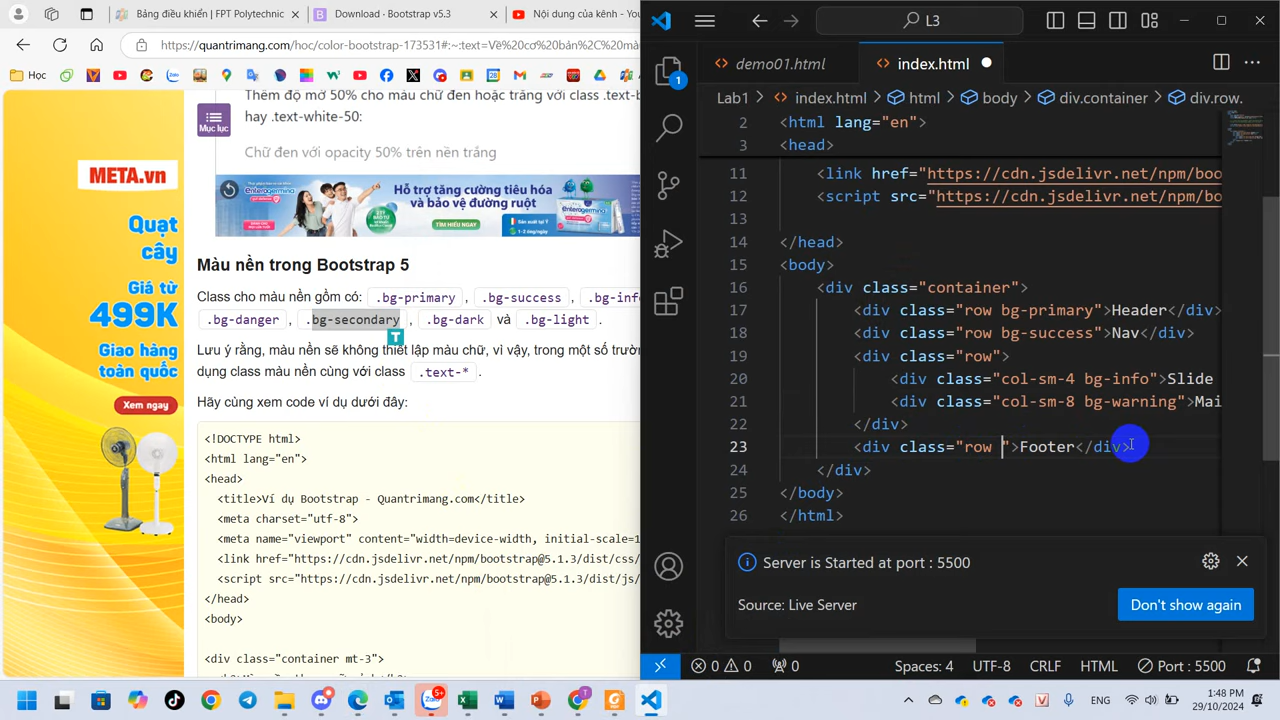 Bảng điều khiển | FPT Polytechnic
Download · Bootstrap v5.3
Nội dung của kênh - YouTu
https://quantrimang.com/hoc/color-bootstrap-173531#:~:text=Về%20cơ%20bản%2C%20mà
Học
Mục lục
Thêm độ mờ 50% cho màu chữ đen hoặc trắng với class .text-b
hay .text-white-50:
Chữ đen với opacity 50% trên nền trắng
enterogermina
Hỗ trợ tăng cường tiêu hóa
và bảo vệ đường ruột
TÌM HIỂU NGAY
META.vn
Quạt
cây
Giá từ
499K
Giao hàng
toàn quốc
Xem ngay
Màu nền trong Bootstrap 5
Class cho màu nền gồm có: .bg-primary , .bg-success , .bg-info
.bg-danger , .bg-secondary , .bg-dark và .bg-light .
T
Lưu ý rằng, màu nền sẽ không thiết lập màu chữ, vì vậy, trong một số trườn
dụng class màu nền cùng với class .text-* .
Hãy cùng xem code ví dụ dưới đây:
<!DOCTYPE html>
<html lang="en">
<head>
<title>Ví dụ Bootstrap - Quantrimang.com</title>
<meta charset="utf-8">
<meta name="viewport" content="width=device-width, initial-scale=1
<link href="https://cdn.jsdelivr.net/npm/bootstrap@5.1.3/dist/css/
<script src="https://cdn.jsdelivr.net/npm/bootstrap@5.1.3/dist/js/
</head>
<body>
<div class="container mt-3">
L3
demo01.html
index.html
Lab1 > index.html > html > body > div.container > div.row.
1
2 <html lang="en">
3 <head>
11 <link href="https://cdn.jsdelivr.net/npm/boo
12 <script src="https://cdn.jsdelivr.net/npm/boo
13
14 </head>
15 <body>
16 <div class="container">
17 <div class="row bg-primary">Header</div>
18 <div class="row bg-success">Nav</div>
19 <div class="row">
20 <div class="col-sm-4 bg-info">Slide
21 <div class="col-sm-8 bg-warning">Mai
22 </div>
23 <div class="row ">Footer</div>
24 </div>
25 </body>
26 </html>
Server is Started at port : 5500
Source: Live Server
Don't show again
0 0 0
Spaces: 4 UTF-8 CRLF HTML Port : 5500
5+
ENG
1:48 PM
29/10/2024